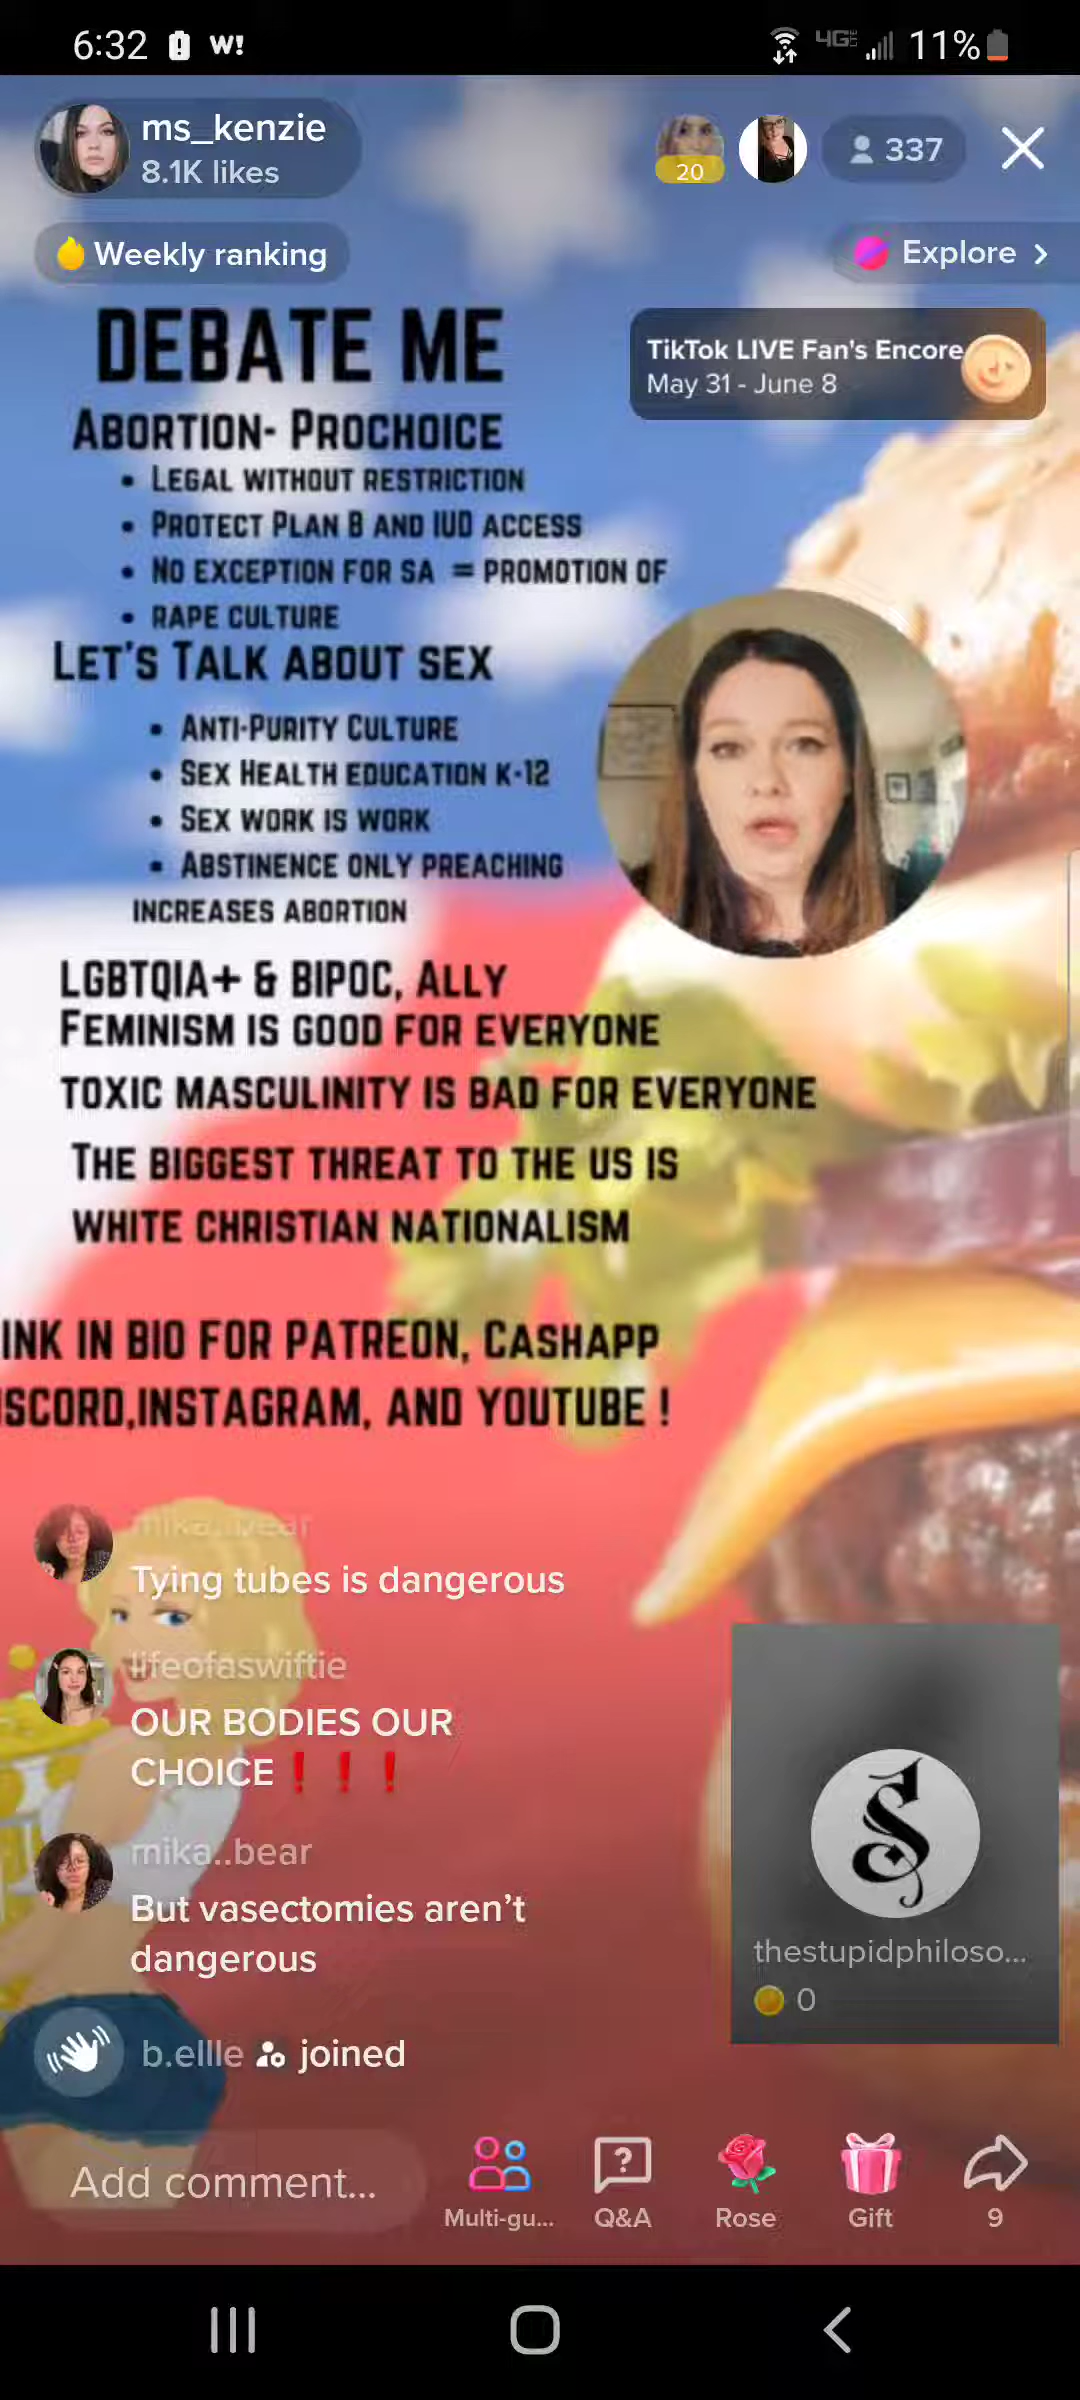 6:32 W! 4G LTE 11%
ms_kenzie
8.1K likes
20
337
Weekly ranking
Explore >
DEBATE ME
TikTok LIVE Fan's Encore
May 31 - June 8
ABORTION- PROCHOICE
• LEGAL WITHOUT RESTRICTION
• PROTECT PLAN B AND IUD ACCESS
• NO EXCEPTION FOR SA = PROMOTION OF
• RAPE CULTURE
LET'S TALK ABOUT SEX
• ANTI-PURITY CULTURE
• SEX HEALTH EDUCATION K-12
• SEX WORK IS WORK
• ABSTINENCE ONLY PREACHING
INCREASES ABORTION
LGBTQIA+ & BIPOC, ALLY
FEMINISM IS GOOD FOR EVERYONE
TOXIC MASCULINITY IS BAD FOR EVERYONE
THE BIGGEST THREAT TO THE US IS
WHITE CHRISTIAN NATIONALISM
INK IN BIO FOR PATREON, CASHAPP
ISCORD,INSTAGRAM, AND YOUTUBE !
mika..bear
Tying tubes is dangerous
lifeofaswiftie
OUR BODIES OUR
CHOICE❗❗❗
mika..bear
But vasectomies aren't
dangerous
S
thestupidphiloso...
0
b.ellle joined
Add comment...
Multi-gu...
Q&A
Rose
Gift
9